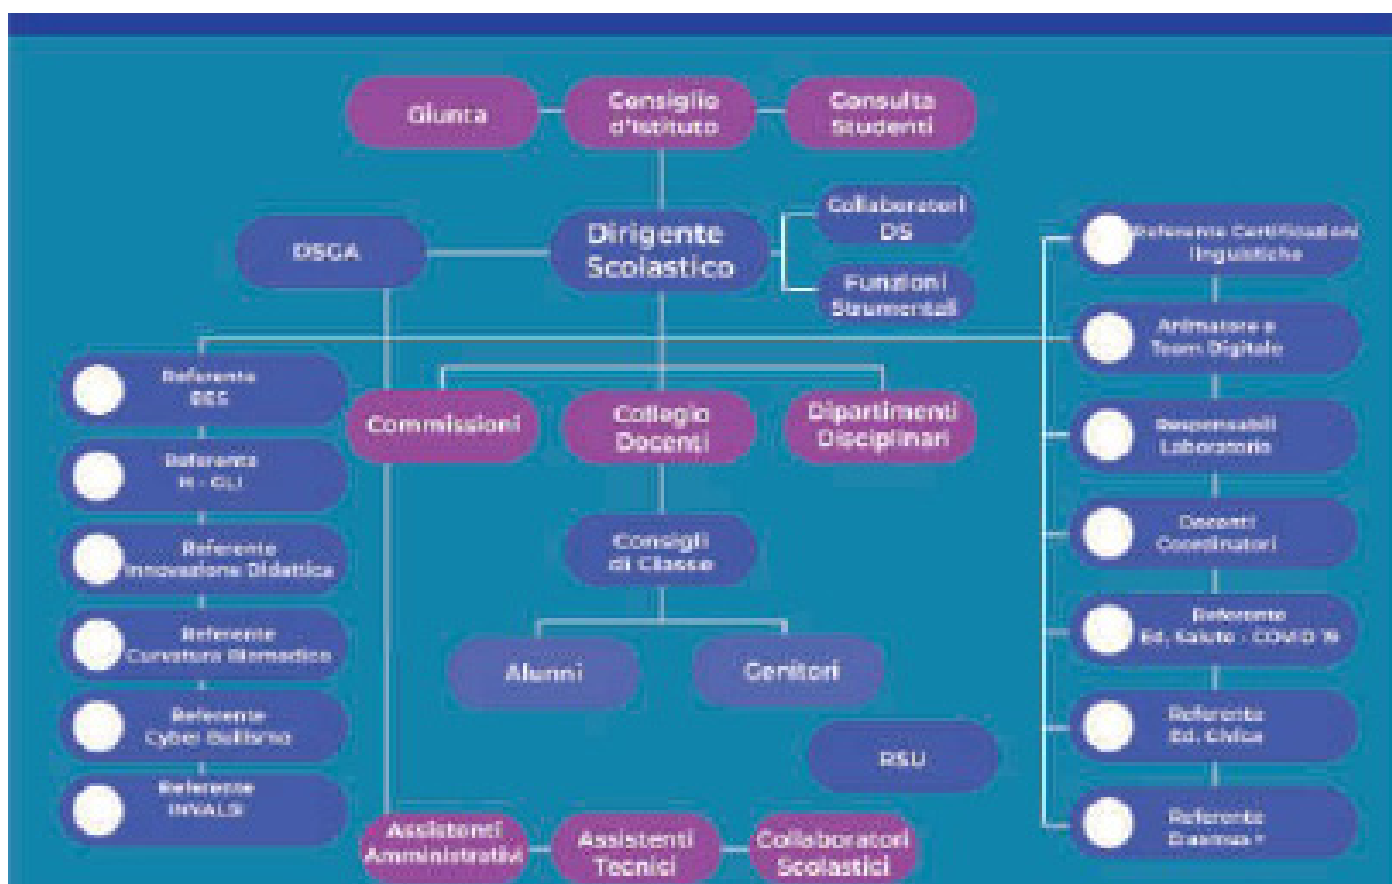 Giunta
Consiglio
d'Istituto
Consulta
Studenti
DSGA
Dirigente
Scolastico
Collaboratori
DS
Funzioni
Strumentali
Referente Certificazioni
linguistiche
Animatore e
Team Digitale
Responsabili
Laboratorio
Docenti
Coordinatori
Referente
Ed. Salute - COVID 19
Referente
Ed. Civica
Referente
Erasmus +
Referente
BES
Referente
H - GLI
Referente
Innovazione Didattica
Referente
Curvatura Biomedico
Referente
Cyber Bullismo
Referente
INVALSI
Commissioni
Collegio
Docenti
Dipartimenti
Disciplinari
Consigli
di Classe
Alunni
Genitori
RSU
Assistenti
Amministrativi
Assistenti
Tecnici
Collaboratori
Scolastici